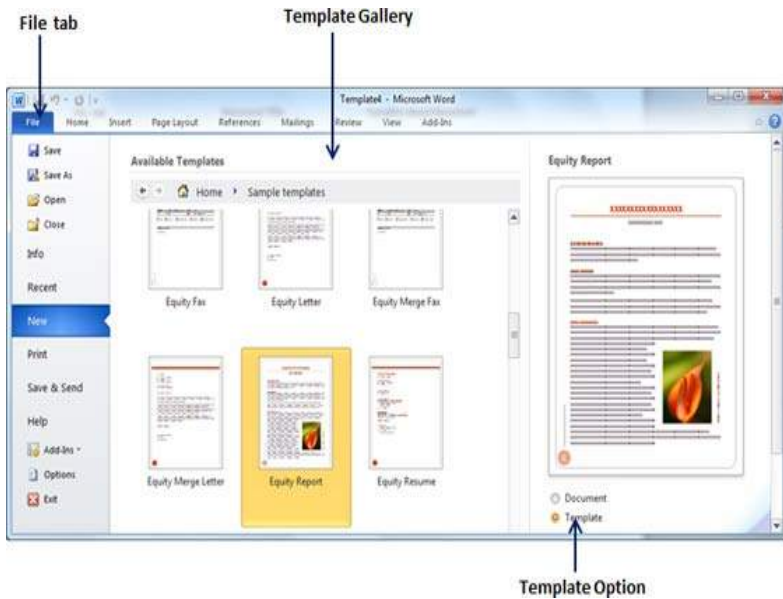 File tab
Template Gallery
Template4 - Microsoft Word
File Home Insert Page Layout References Mailings Review View Add-Ins
Save
Save As
Open
Close
Info
Recent
New
Print
Save & Send
Help
Add-Ins
Options
Exit
Available Templates
Home Sample templates
Equity Fax Equity Letter Equity Merge Fax
Equity Merge Letter Equity Report Equity Resume
Equity Report
Document
Template
Template Option